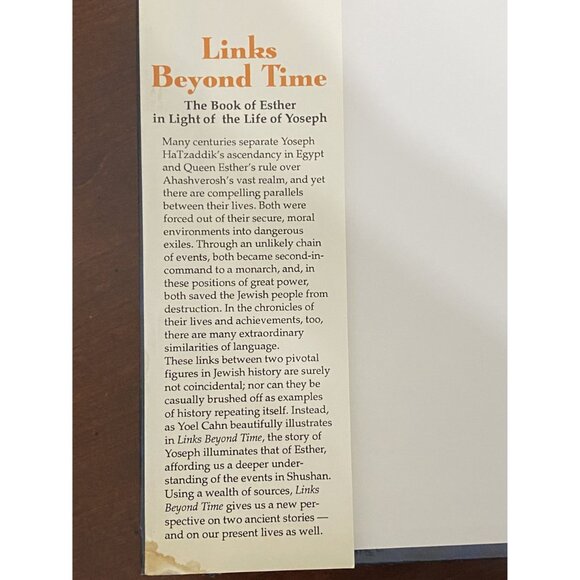 Links
Beyond Time
The Book of Esther
in Light of the Life of Yoseph
Many centuries separate Yoseph
HaTzaddik's ascendancy in Egypt
and Queen Esther's rule over
Ahashverosh's vast realm, and yet
there are compelling parallels
between their lives. Both were
forced out of their secure, moral
environments into dangerous
exiles. Through an unlikely chain
of events, both became second-in-
command to a monarch, and, in
these positions of great power,
both saved the Jewish people from
destruction. In the chronicles of
their lives and achievements, too,
there are many extraordinary
similarities of language.
These links between two pivotal
figures in Jewish history are surely
not coincidental; nor can they be
casually brushed off as examples
of history repeating itself. Instead,
as Yoel Cahn beautifully illustrates
in Links Beyond Time, the story of
Yoseph illuminates that of Esther,
affording us a deeper under-
standing of the events in Shushan.
Using a wealth of sources, Links
Beyond Time gives us a new per-
spective on two ancient stories —
and on our present lives as well.